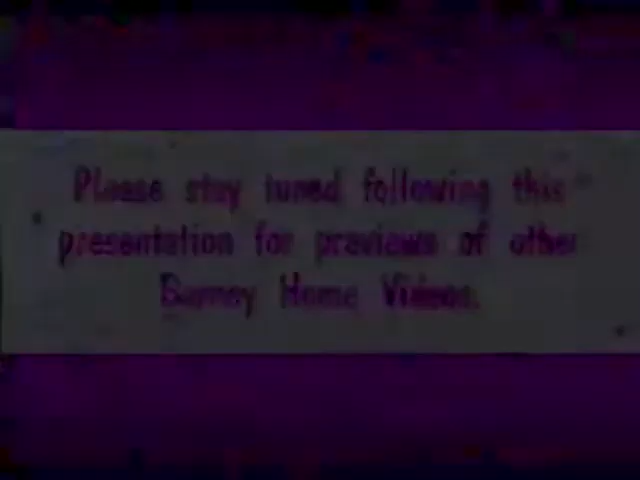 Please stay tuned following this
presentation for previews of other
Barney Home Videos.